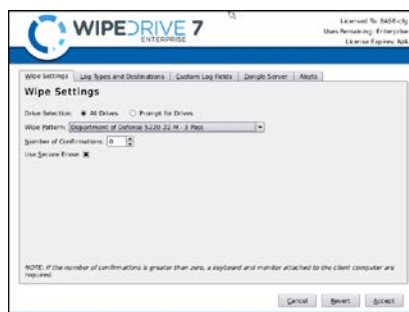 WIPEDRIVE 7
ENTERPRISE
Licensed To: BASE-cfg
Uses Remaining: Enterprise
License Expires: N/A
Wipe Settings
Log Types and Destinations
Custom Log Fields
Dongle Server
Alerts
Wipe Settings
Drive Selection: All Drives Prompt for Drives
Wipe Pattern: Department of Defense 5220.22 M - 3 Pass
Number of Confirmations: 0
Use Secure Erase:
NOTE: If the number of confirmations is greater than zero, a keyboard and monitor attached to the client computer are
required.
Cancel Revert Accept